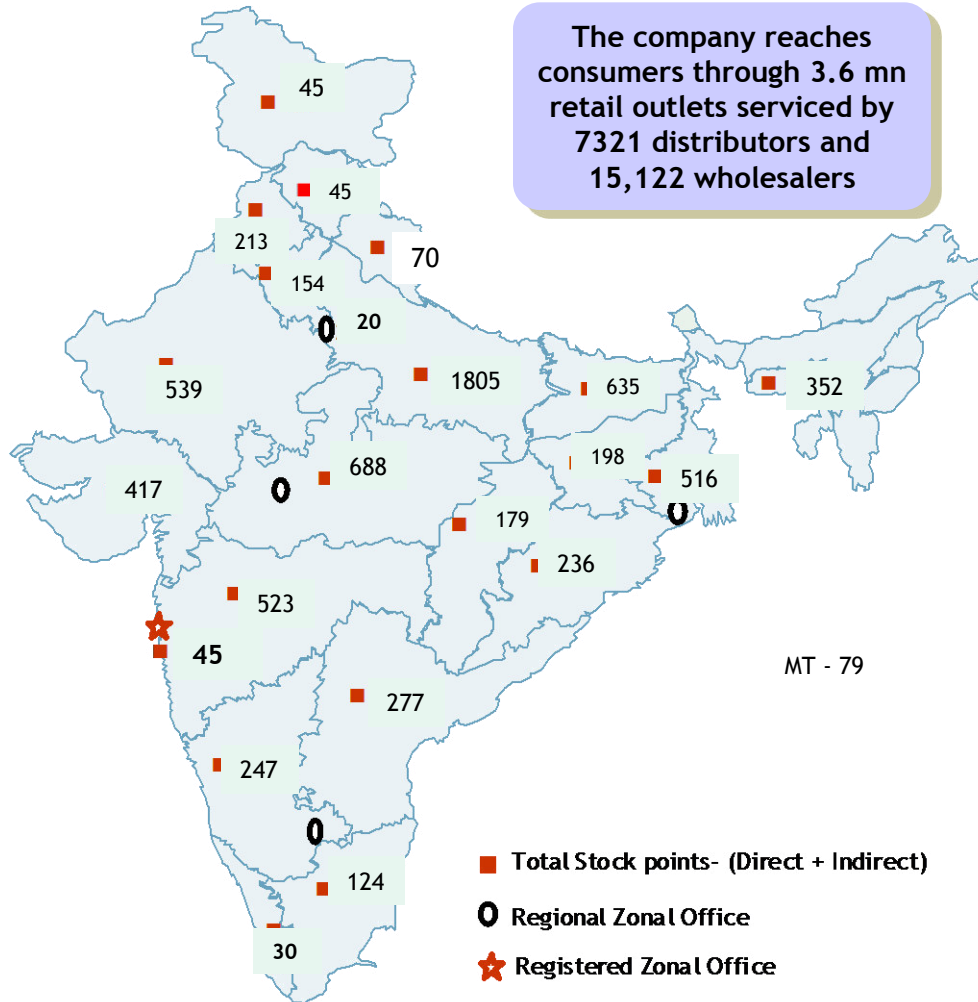 The company reaches
consumers through 3.6 mn
retail outlets serviced by
7321 distributors and
15,122 wholesalers
45
45
213
70
154
20
539
1805
635
352
688
198
516
417
179
236
523
45
MT - 79
277
247
124
30
Total Stock points- (Direct + Indirect)
Regional Zonal Office
Registered Zonal Office